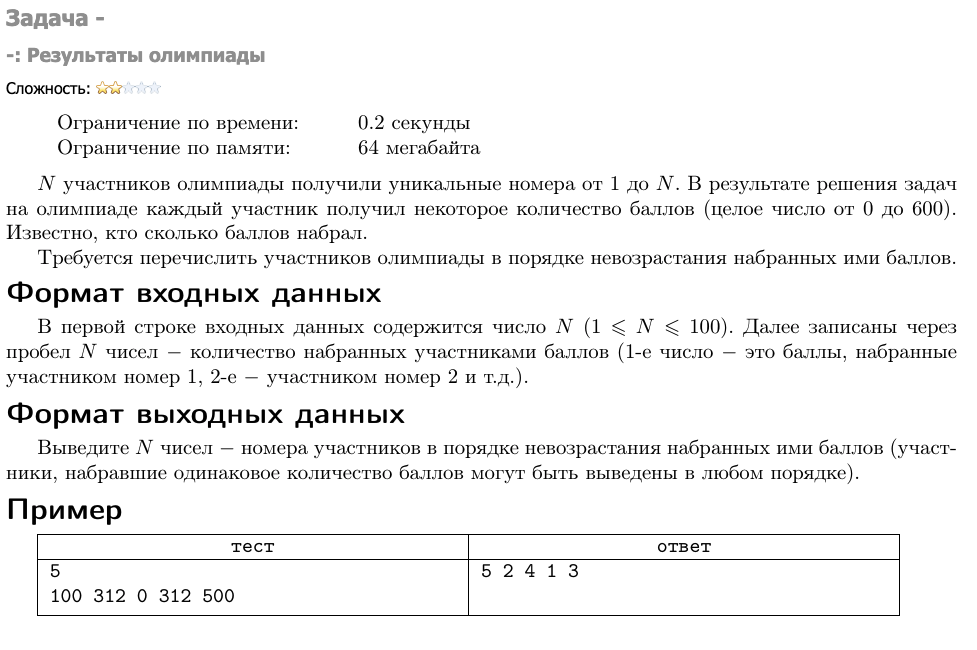 Задача -
-: Результаты олимпиады
Сложность:
Ограничение по времени: 0.2 секунды
Ограничение по памяти: 64 мегабайта
N участников олимпиады получили уникальные номера от 1 до N. В результате решения задач
на олимпиаде каждый участник получил некоторое количество баллов (целое число от 0 до 600).
Известно, кто сколько баллов набрал.
Требуется перечислить участников олимпиады в порядке невозрастания набранных ими баллов.
Формат входных данных
В первой строке входных данных содержится число N (1 ⩽ N ⩽ 100). Далее записаны через
пробел N чисел − количество набранных участниками баллов (1-е число − это баллы, набранные
участником номер 1, 2-е − участником номер 2 и т.д.).
Формат выходных данных
Выведите N чисел − номера участников в порядке невозрастания набранных ими баллов (участ-
ники, набравшие одинаковое количество баллов могут быть выведены в любом порядке).
Пример
тест ответ
5 5 2 4 1 3
100 312 0 312 500